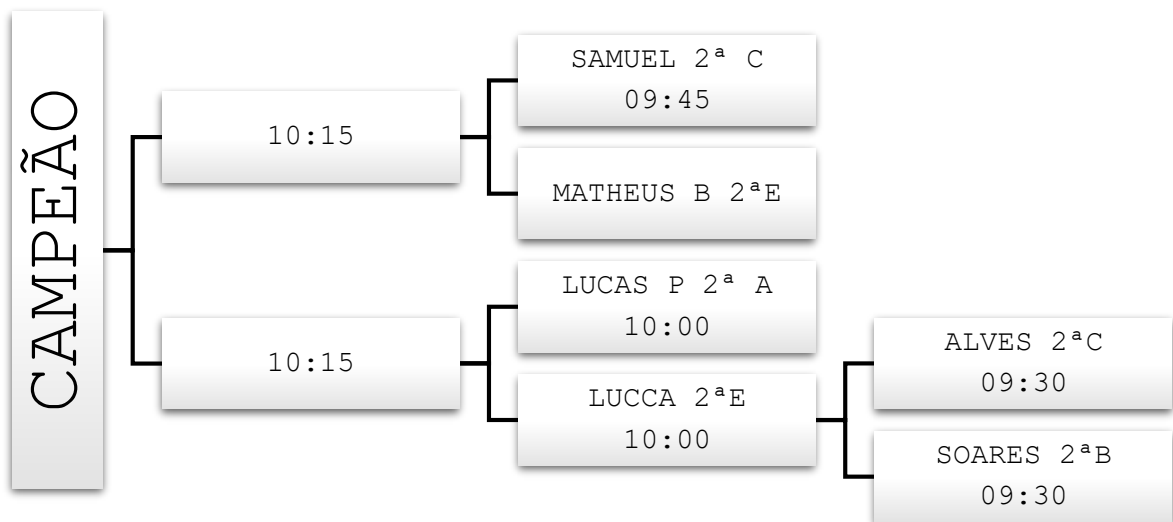 CAMPEÃO
10:15
SAMUEL 2ª C
09:45
MATHEUS B 2ªE
10:15
LUCAS P 2ª A
10:00
LUCCA 2ªE
10:00
ALVES 2ªC
09:30
SOARES 2ªB
09:30